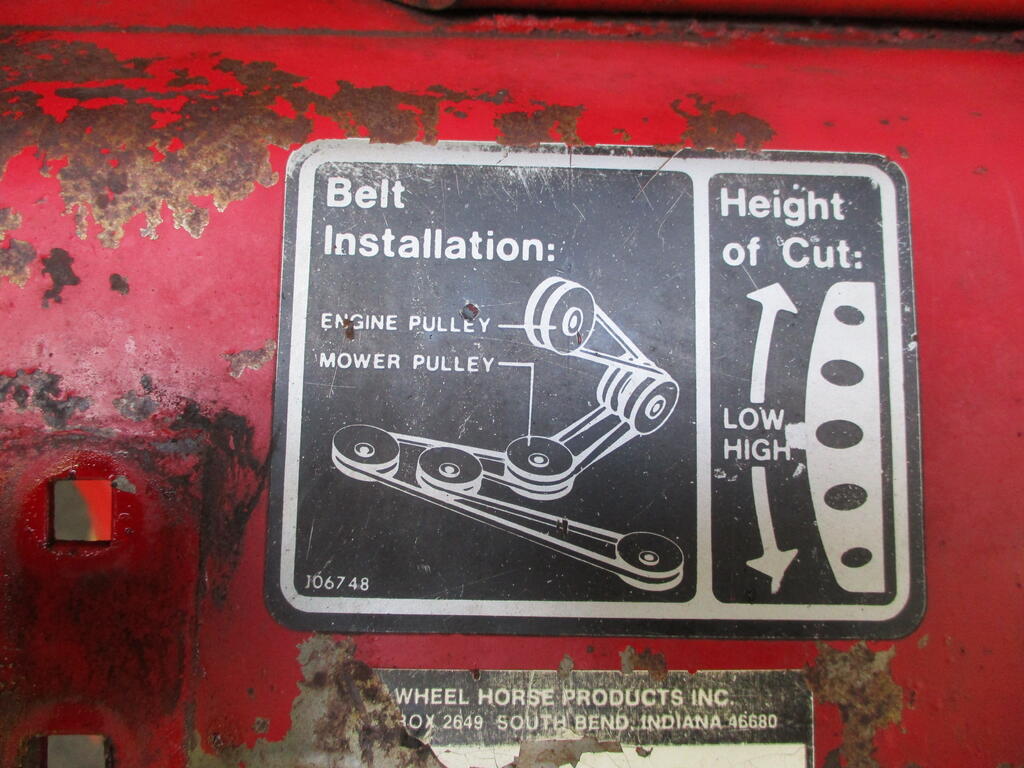 Belt
Installation:
ENGINE PULLEY
MOWER PULLEY
106748
Height
of Cut:
LOW
HIGH
WHEEL HORSE PRODUCTS INC.
BOX 2649 SOUTH BEND, INDIANA 46680